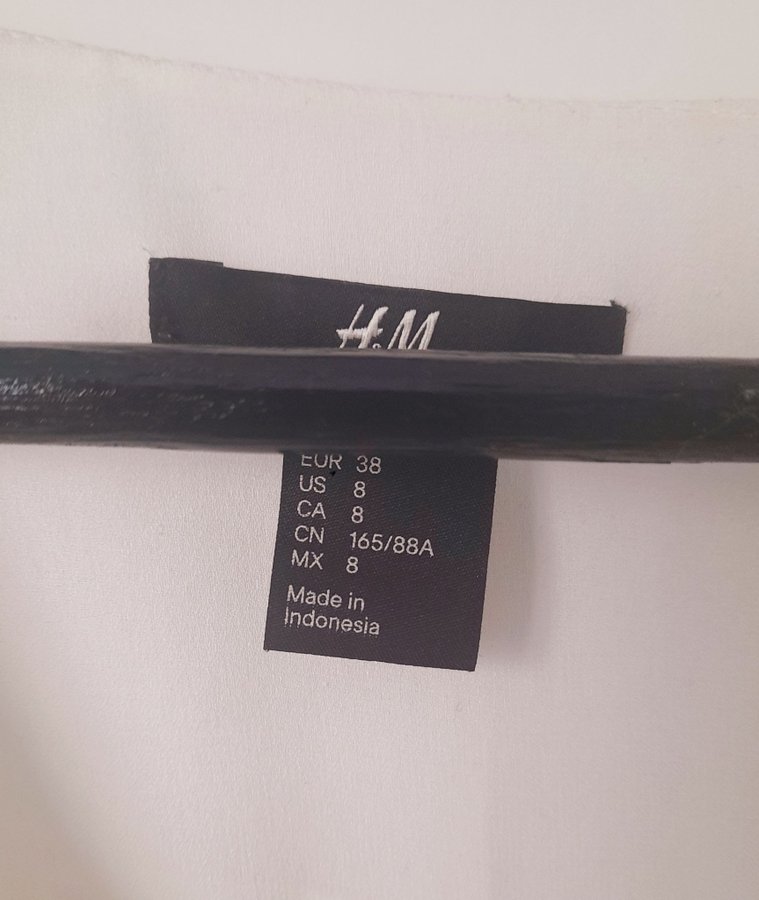 H&M
EUR 38
US 8
CA 8
CN 165/88A
MX 8
Made in
Indonesia